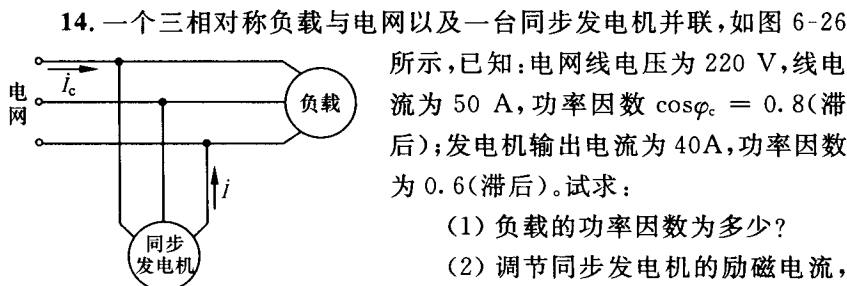 14. 一个三相对称负载与电网以及一台同步发电机并联,如图 6-26
所示,已知:电网线电压为 220 V,线电
流为 50 A,功率因数 cosφc = 0.8(滞
后);发电机输出电流为40A,功率因数
为 0.6(滞后)。试求:
(1) 负载的功率因数为多少?
(2) 调节同步发电机的励磁电流,
电网
İc
负载
İ
同步
发电机